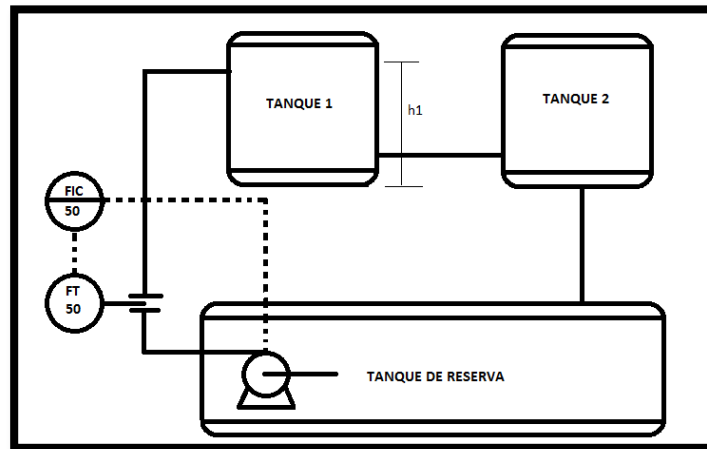 TANQUE 1
TANQUE 2
h1
FIC
50
FT
50
TANQUE DE RESERVA